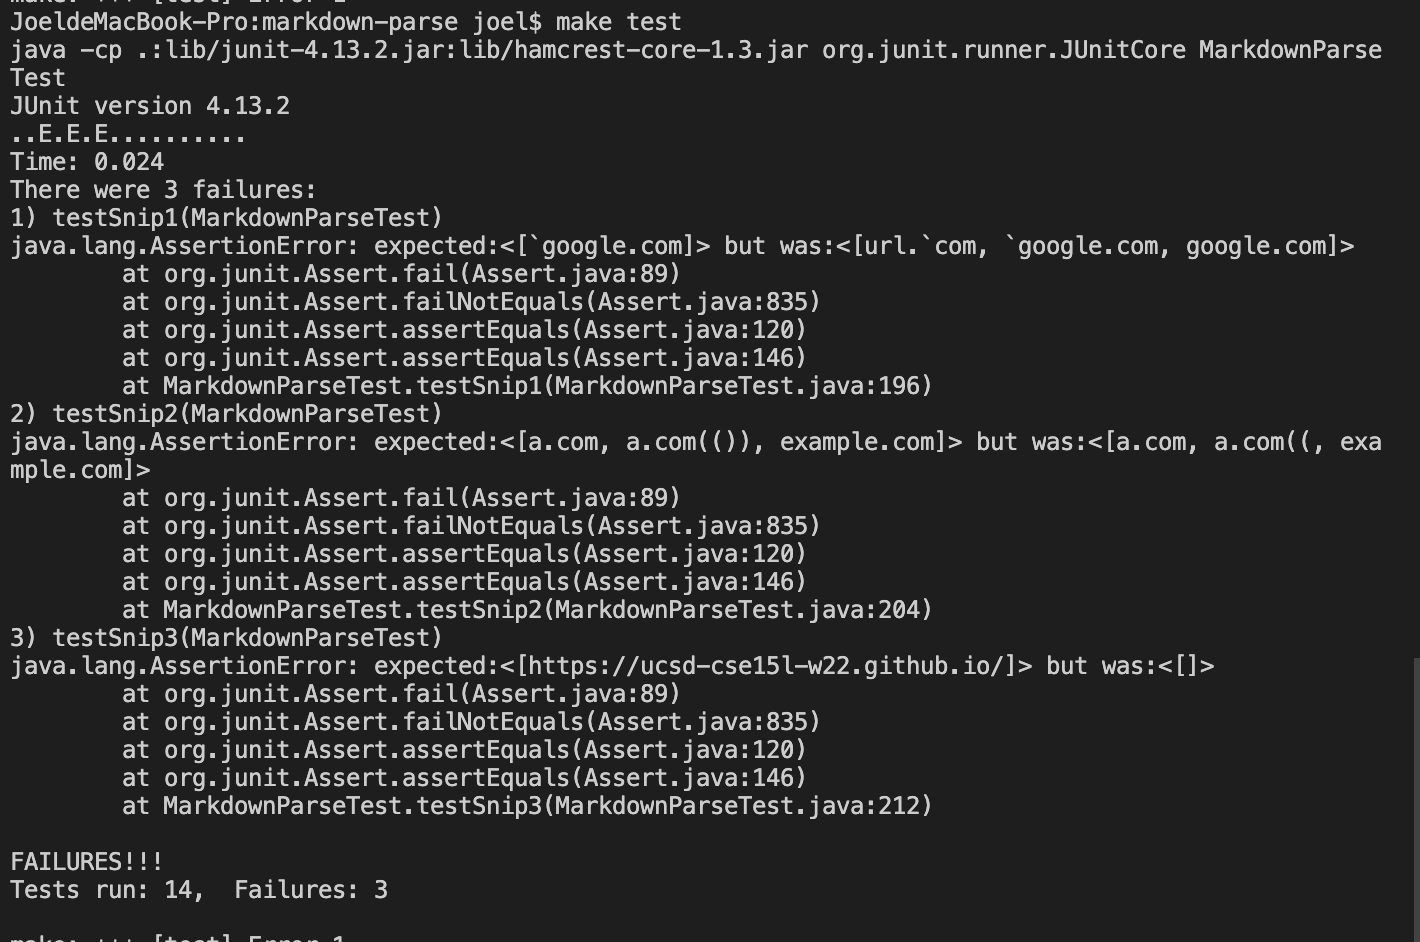 JoeldeMacBook-Pro:markdown-parse joel$ make test
java -cp .:lib/junit-4.13.2.jar:lib/hamcrest-core-1.3.jar org.junit.runner.JUnitCore MarkdownParse
Test
JUnit version 4.13.2
..E.E.E..........
Time: 0.024
There were 3 failures:
1) testSnip1(MarkdownParseTest)
java.lang.AssertionError: expected:<[`google.com]> but was:<[url.`com, `google.com, google.com]>
        at org.junit.Assert.fail(Assert.java:89)
        at org.junit.Assert.failNotEquals(Assert.java:835)
        at org.junit.Assert.assertEquals(Assert.java:120)
        at org.junit.Assert.assertEquals(Assert.java:146)
        at MarkdownParseTest.testSnip1(MarkdownParseTest.java:196)
2) testSnip2(MarkdownParseTest)
java.lang.AssertionError: expected:<[a.com, a.com(()), example.com]> but was:<[a.com, a.com((, exa
mple.com]>
        at org.junit.Assert.fail(Assert.java:89)
        at org.junit.Assert.failNotEquals(Assert.java:835)
        at org.junit.Assert.assertEquals(Assert.java:120)
        at org.junit.Assert.assertEquals(Assert.java:146)
        at MarkdownParseTest.testSnip2(MarkdownParseTest.java:204)
3) testSnip3(MarkdownParseTest)
java.lang.AssertionError: expected:<[https://ucsd-cse15l-w22.github.io/]> but was:<[]>
        at org.junit.Assert.fail(Assert.java:89)
        at org.junit.Assert.failNotEquals(Assert.java:835)
        at org.junit.Assert.assertEquals(Assert.java:120)
        at org.junit.Assert.assertEquals(Assert.java:146)
        at MarkdownParseTest.testSnip3(MarkdownParseTest.java:212)
FAILURES!!!
Tests run: 14,  Failures: 3